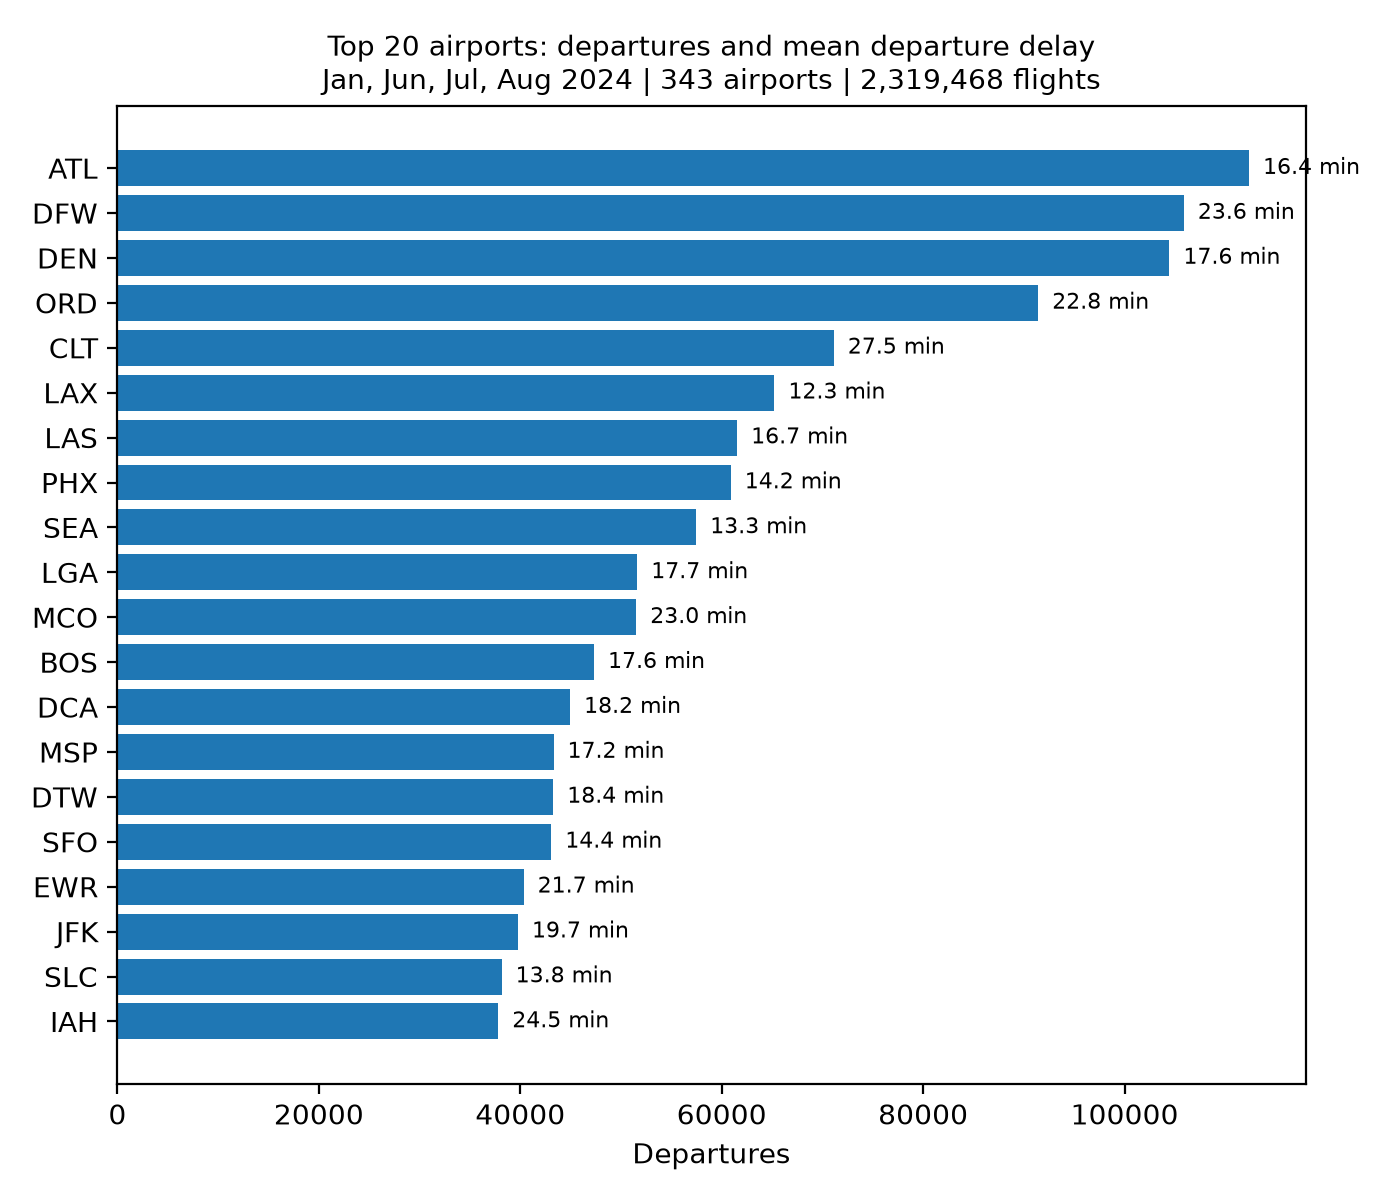 Top 20 airports: departures and mean departure delay
Jan, Jun, Jul, Aug 2024 | 343 airports | 2,319,468 flights
ATL 16.4 min
DFW 23.6 min
DEN 17.6 min
ORD 22.8 min
CLT 27.5 min
LAX 12.3 min
LAS 16.7 min
PHX 14.2 min
SEA 13.3 min
LGA 17.7 min
MCO 23.0 min
BOS 17.6 min
DCA 18.2 min
MSP 17.2 min
DTW 18.4 min
SFO 14.4 min
EWR 21.7 min
JFK 19.7 min
SLC 13.8 min
IAH 24.5 min
0 20000 40000 60000 80000 100000
Departures